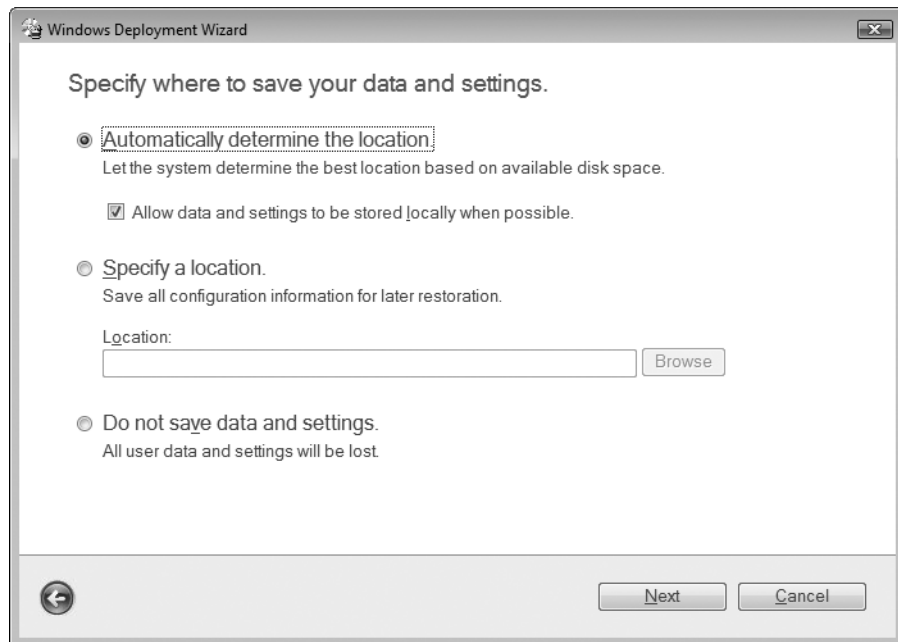 Windows Deployment Wizard
Specify where to save your data and settings.
Automatically determine the location.
Let the system determine the best location based on available disk space.
Allow data and settings to be stored locally when possible.
Specify a location.
Save all configuration information for later restoration.
Location:
Browse
Do not save data and settings.
All user data and settings will be lost.
Next
Cancel